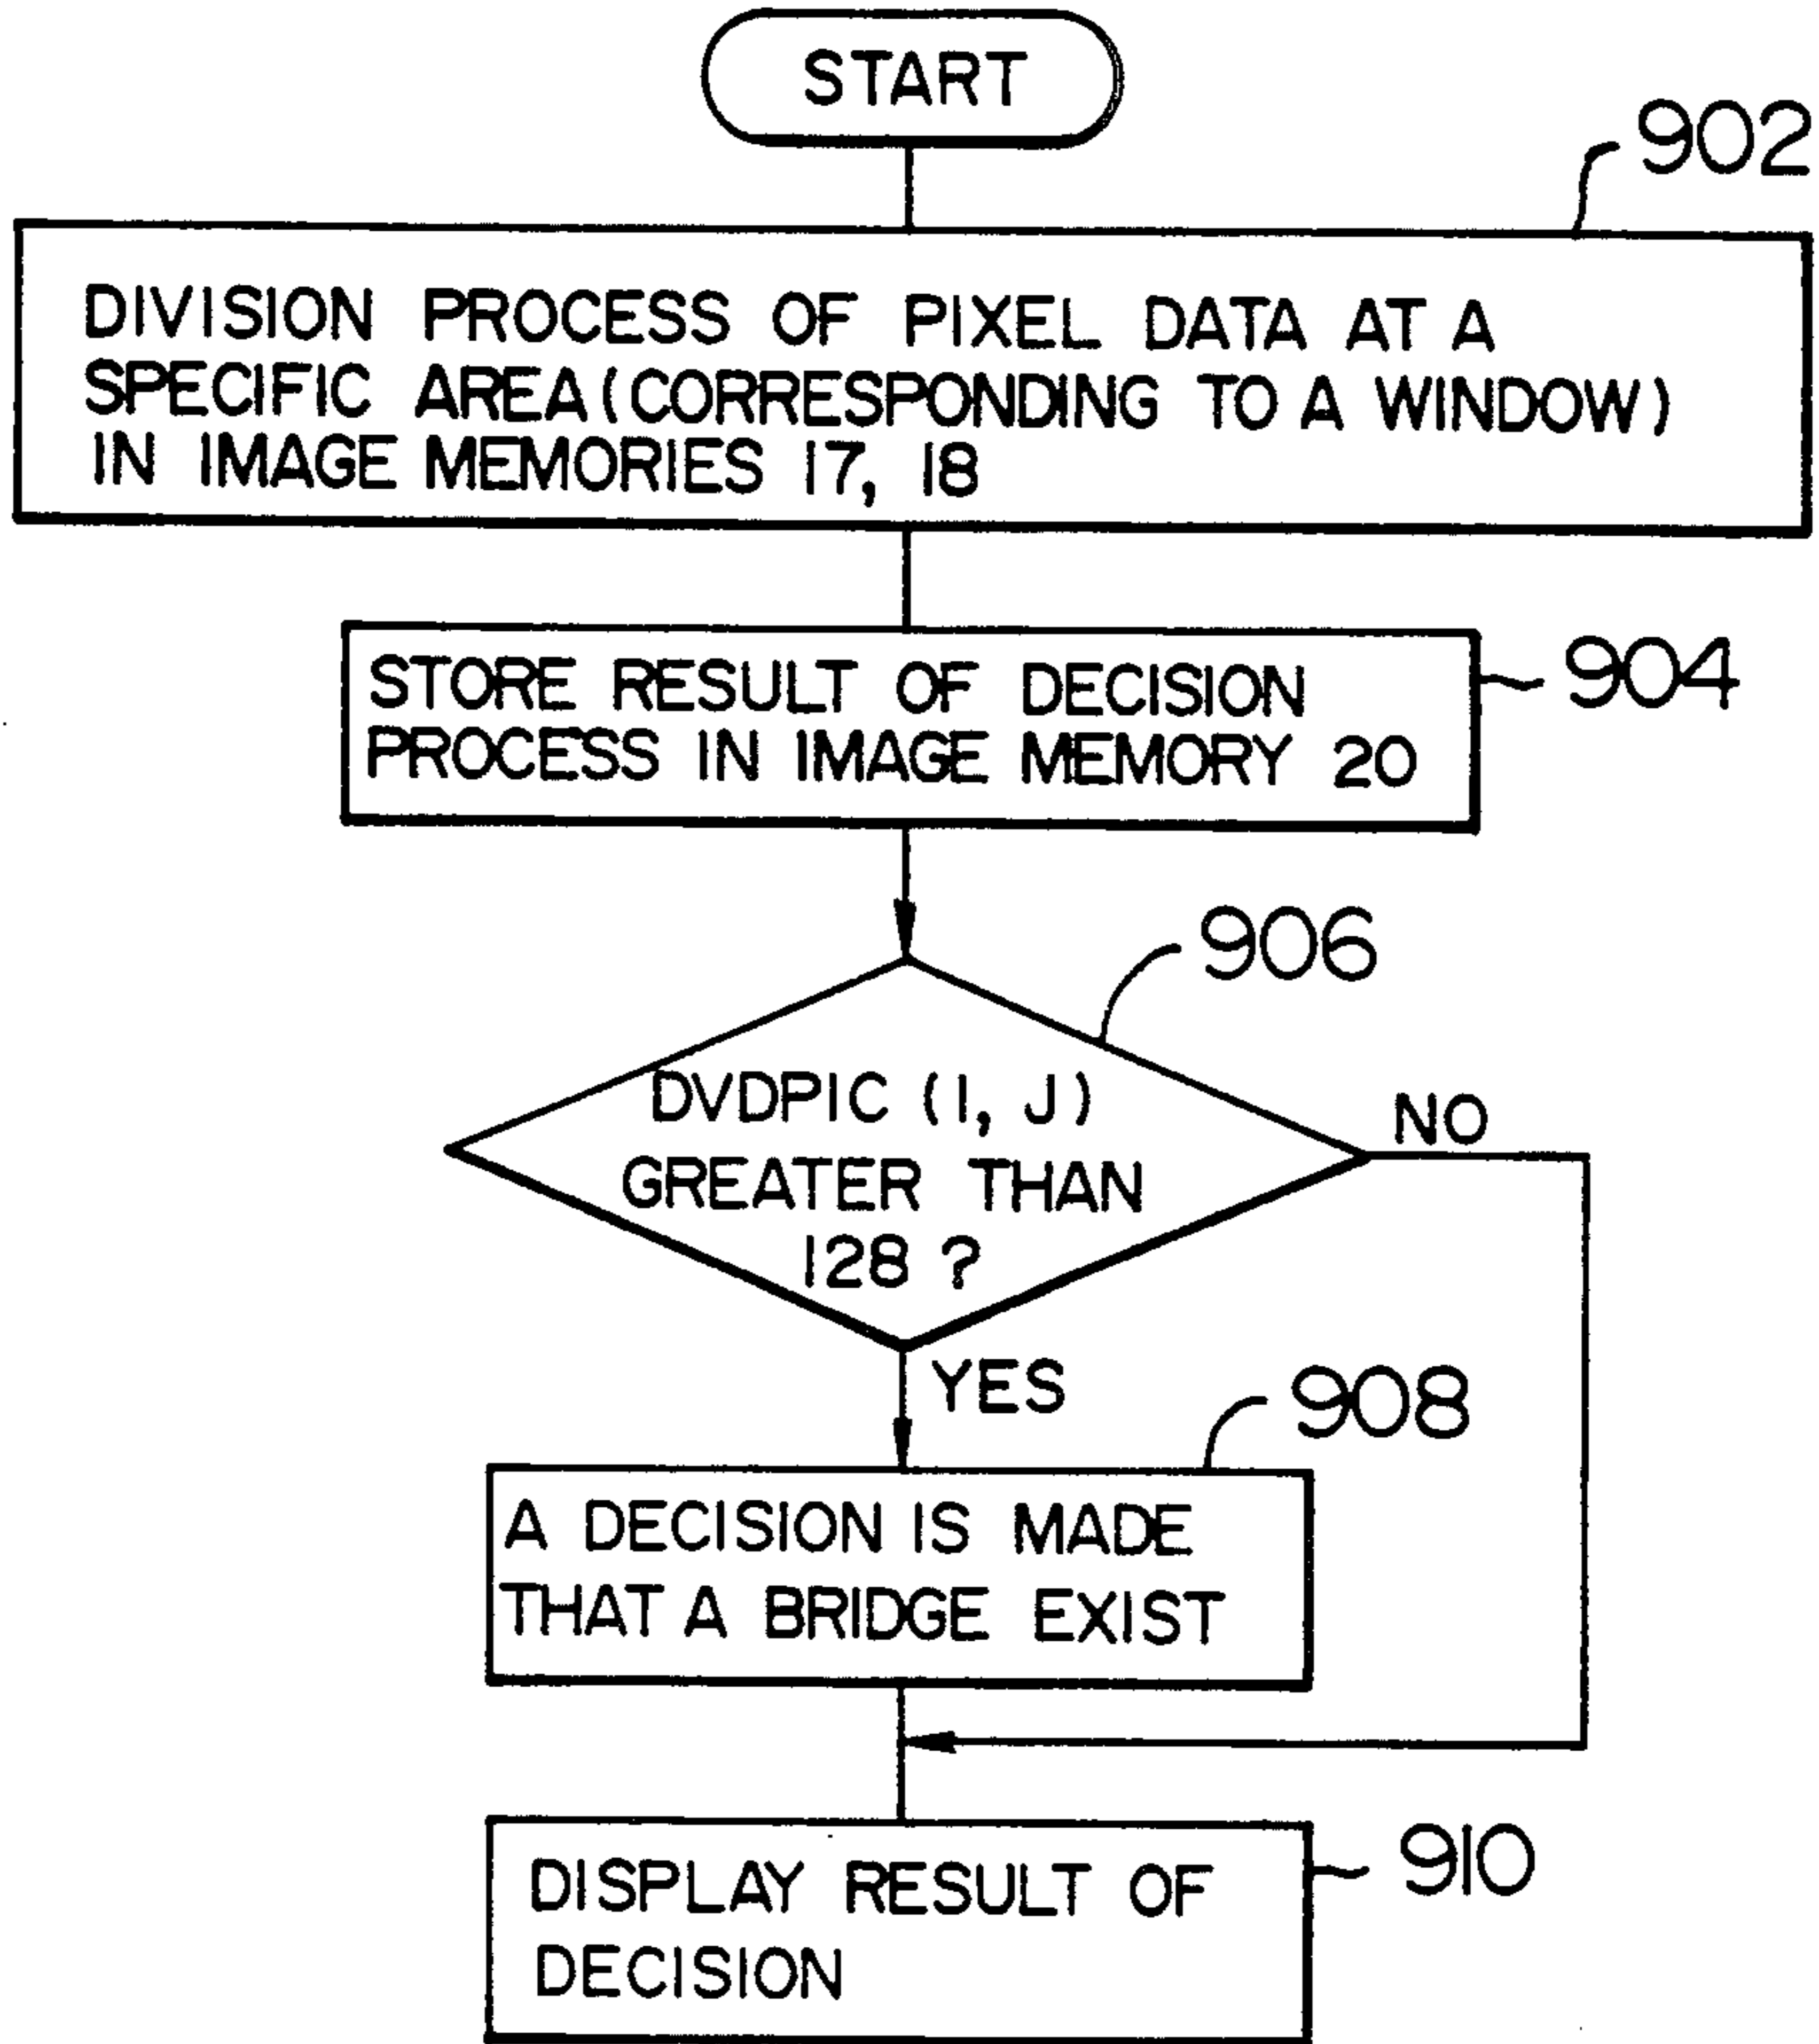 START
902
DIVISION PROCESS OF PIXEL DATA AT A
SPECIFIC AREA (CORRESPONDING TO A WINDOW)
IN IMAGE MEMORIES 17, 18
STORE RESULT OF DECISION
PROCESS IN IMAGE MEMORY 20
904
906
DVDPIC (I, J)
GREATER THAN
128 ?
NO
YES
908
A DECISION IS MADE
THAT A BRIDGE EXIST
DISPLAY RESULT OF
DECISION
910